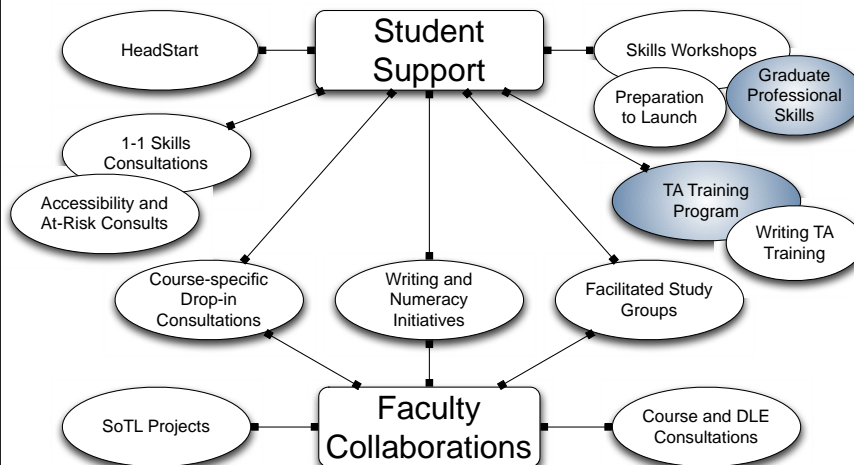 Student
Support
HeadStart
Skills Workshops
Preparation
to Launch
Graduate
Professional
Skills
1-1 Skills
Consultations
Accessibility and
At-Risk Consults
TA Training
Program
Writing TA
Training
Course-specific
Drop-in
Consultations
Writing and
Numeracy
Initiatives
Facilitated Study
Groups
SoTL Projects
Faculty
Collaborations
Course and DLE
Consultations